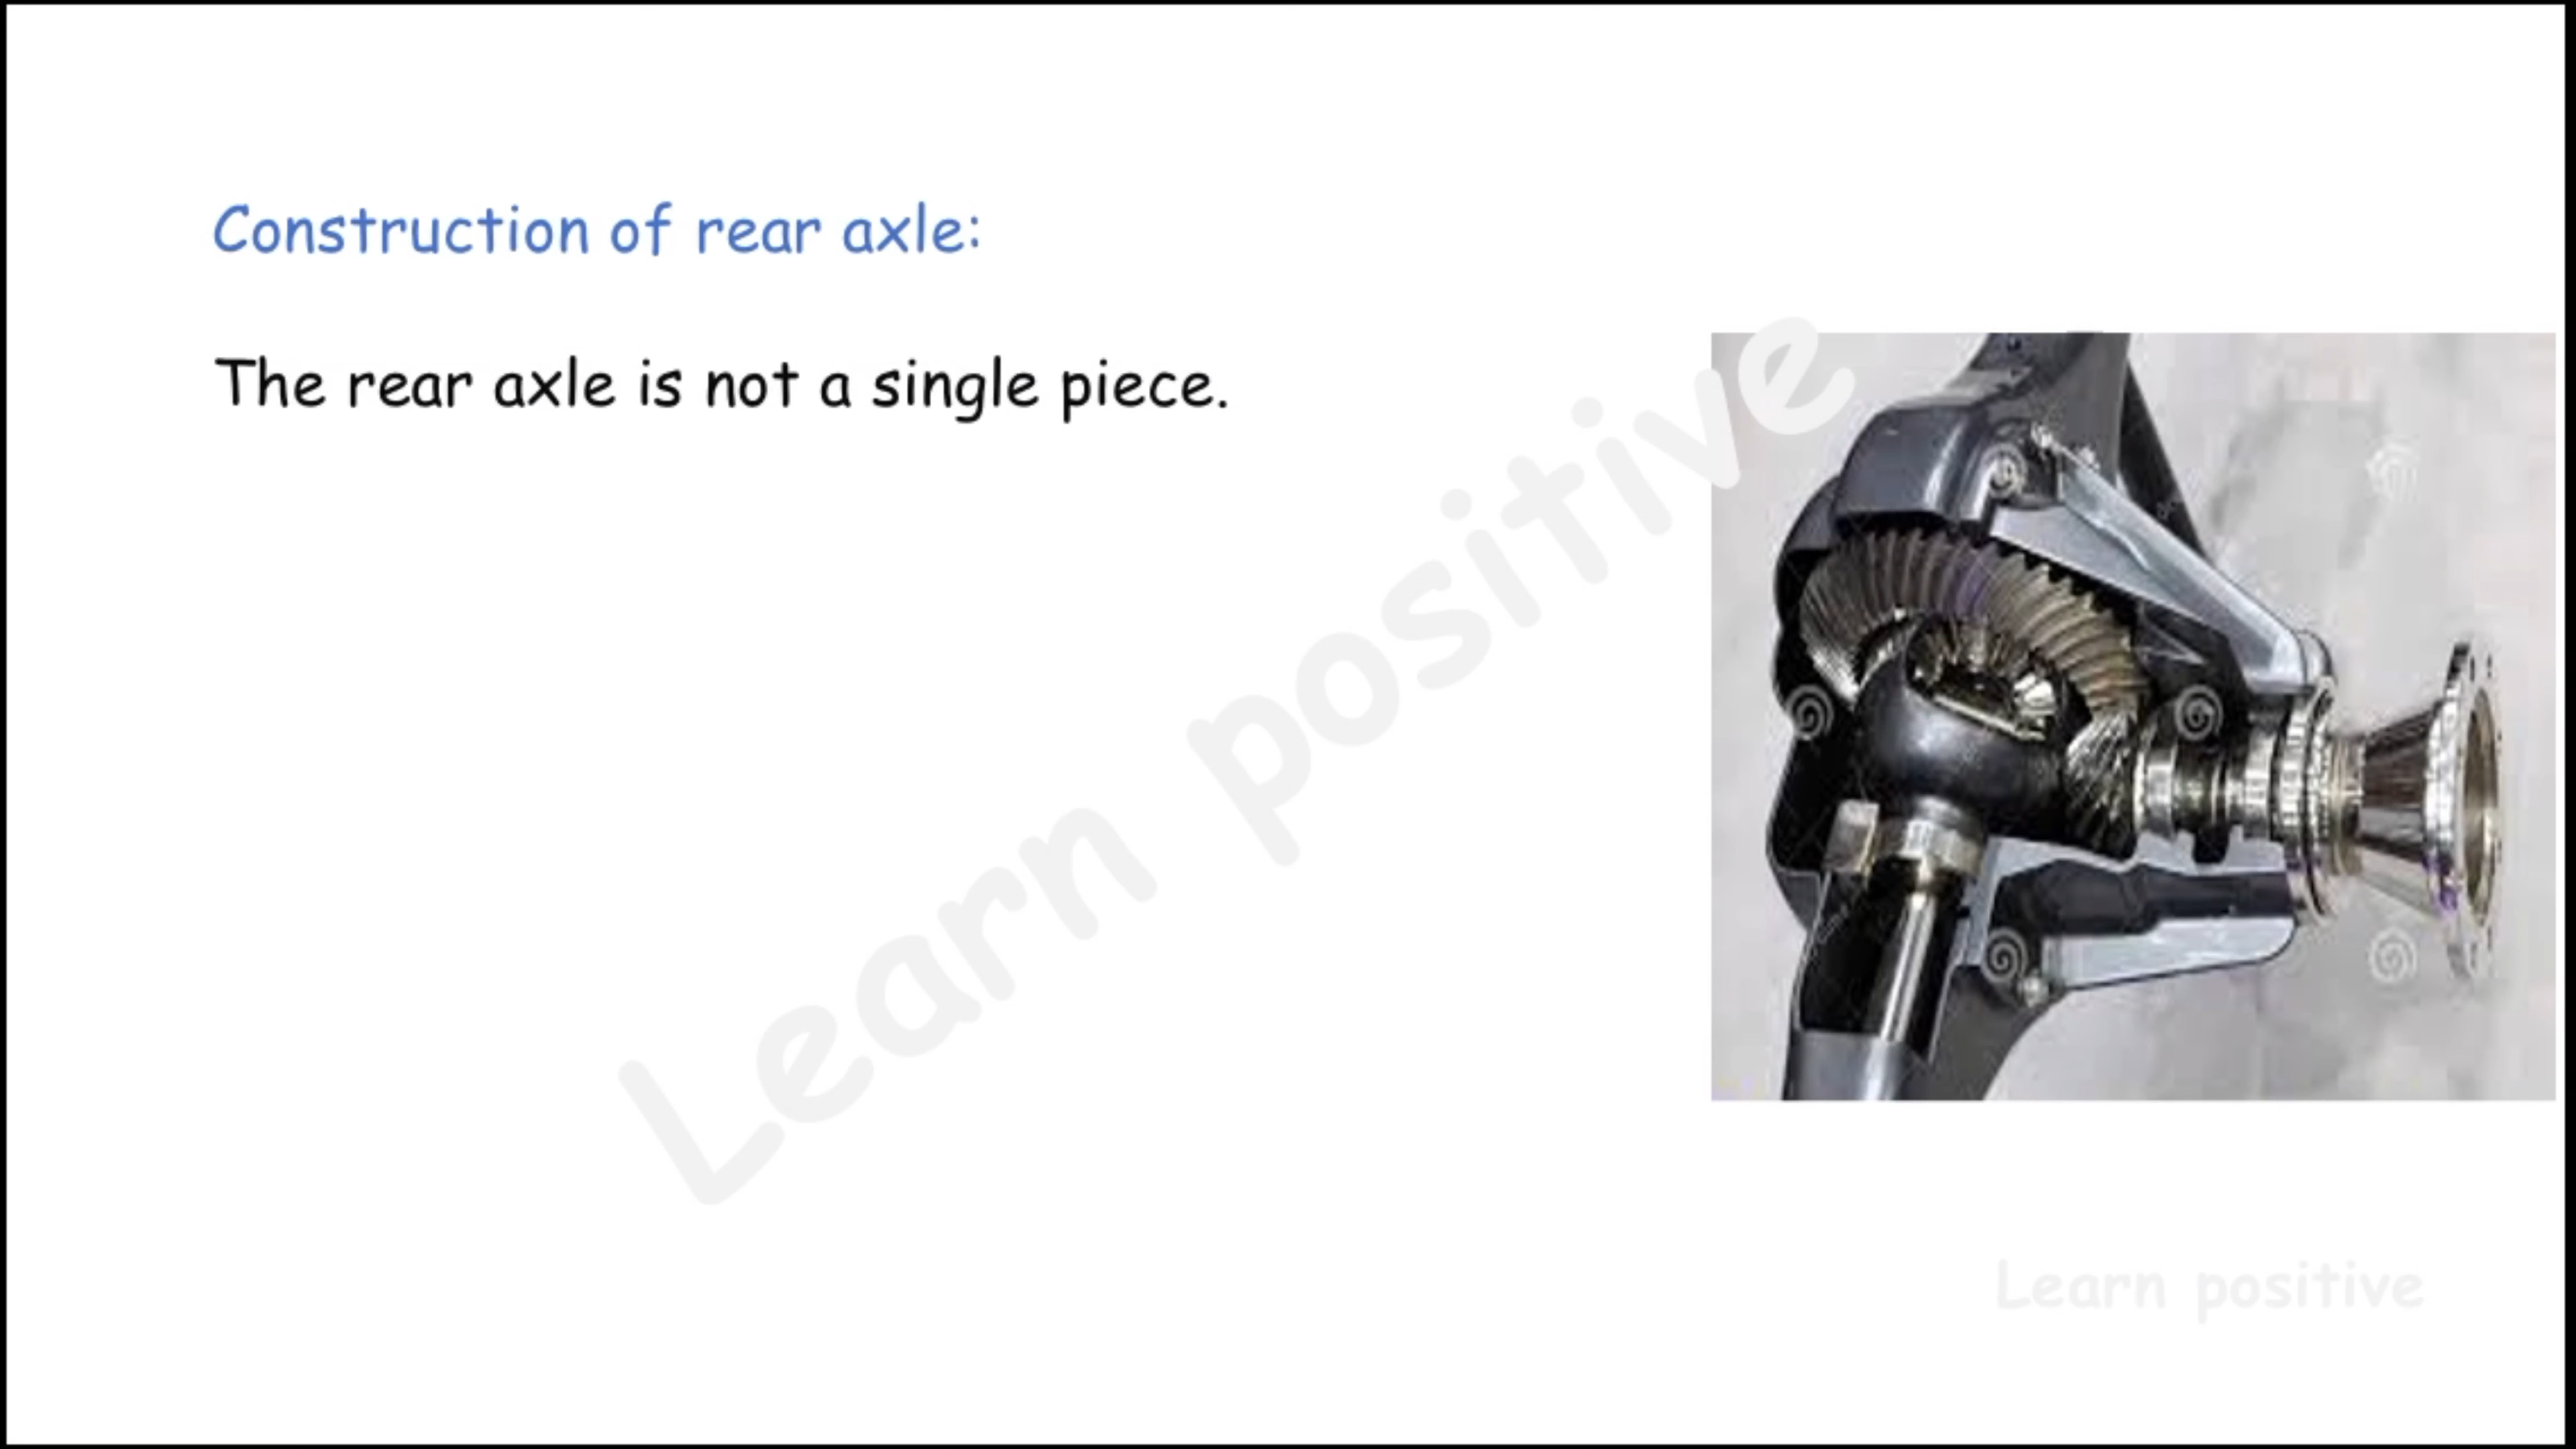 Construction of rear axle:
The rear axle is not a single piece.
Learn positive
Learn positive